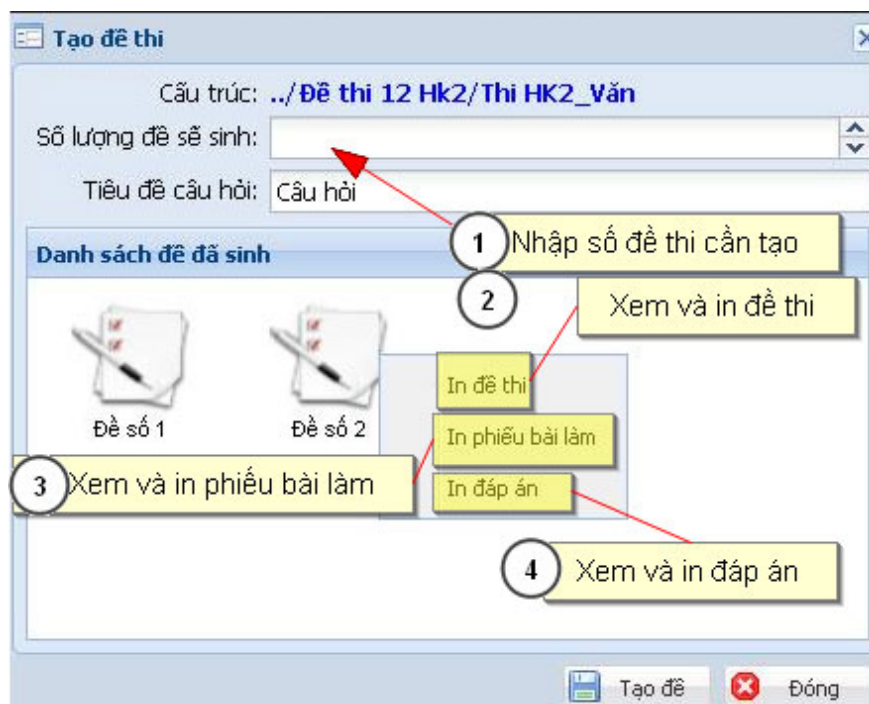 Tạo đề thi
Cấu trúc: ../Đề thi 12 Hk2/Thi HK2_Văn
Số lượng đề sẽ sinh:
Tiêu đề câu hỏi: Câu hỏi
1 Nhập số đề thi cần tạo
Danh sách đề đã sinh
2 Xem và in đề thi
In đề thi
Đề số 1
Đề số 2
In phiếu bài làm
3 Xem và in phiếu bài làm
In đáp án
4 Xem và in đáp án
Tạo đề
Đóng